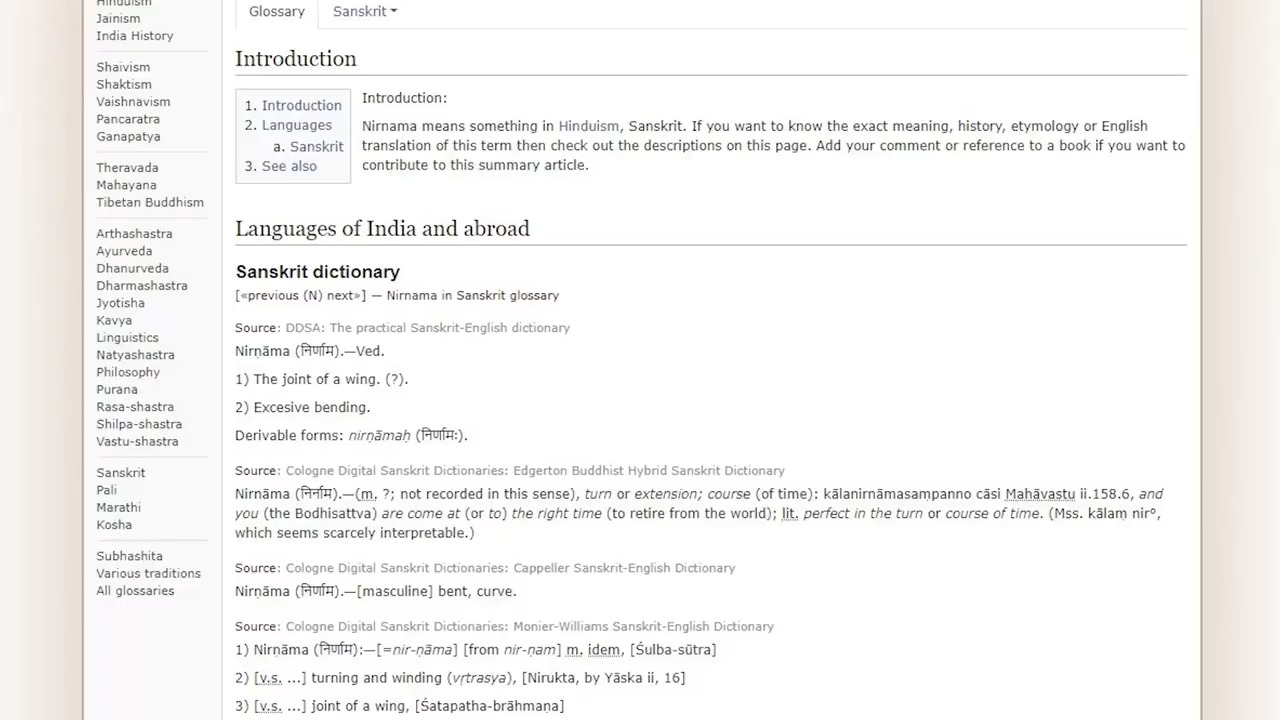 Hinduism
Jainism
India History
Shaivism
Shaktism
Vaishnavism
Pancaratra
Ganapatya
Theravada
Mahayana
Tibetan Buddhism
Arthashastra
Ayurveda
Dhanurveda
Dharmashastra
Jyotisha
Kavya
Linguistics
Natyashastra
Philosophy
Purana
Rasa-shastra
Shilpa-shastra
Vastu-shastra
Sanskrit
Pali
Marathi
Kosha
Subhashita
Various traditions
All glossaries
Glossary Sanskrit
Introduction
1. Introduction
2. Languages
a. Sanskrit
3. See also
Introduction:
Nirnama means something in Hinduism, Sanskrit. If you want to know the exact meaning, history, etymology or English
translation of this term then check out the descriptions on this page. Add your comment or reference to a book if you want to
contribute to this summary article.
Languages of India and abroad
Sanskrit dictionary
[«previous (N) next»] — Nirnama in Sanskrit glossary
Source: DDSA: The practical Sanskrit-English dictionary
Nirṇāma (निर्णाम).—Ved.
1) The joint of a wing. (?).
2) Excesive bending.
Derivable forms: nirṇāmaḥ (निर्णामः).
Source: Cologne Digital Sanskrit Dictionaries: Edgerton Buddhist Hybrid Sanskrit Dictionary
Nirnāma (निर्नाम).—(m. ?; not recorded in this sense), turn or extension; course (of time): kālanirnāmasaṃpanno cāsi Mahāvastu ii.158.6, and
you (the Bodhisattva) are come at (or to) the right time (to retire from the world); lit. perfect in the turn or course of time. (Mss. kālaṃ nir°,
which seems scarcely interpretable.)
Source: Cologne Digital Sanskrit Dictionaries: Cappeller Sanskrit-English Dictionary
Nirṇāma (निर्णाम).—[masculine] bent, curve.
Source: Cologne Digital Sanskrit Dictionaries: Monier-Williams Sanskrit-English Dictionary
1) Nirṇāma (निर्णाम):—[=nir-ṇāma] [from nir-ṇam] m. idem, [Śulba-sūtra]
2) [v.s. ...] turning and winding (vṛtrasya), [Nirukta, by Yāska ii, 16]
3) [v.s. ...] joint of a wing, [Śatapatha-brāhmaṇa]